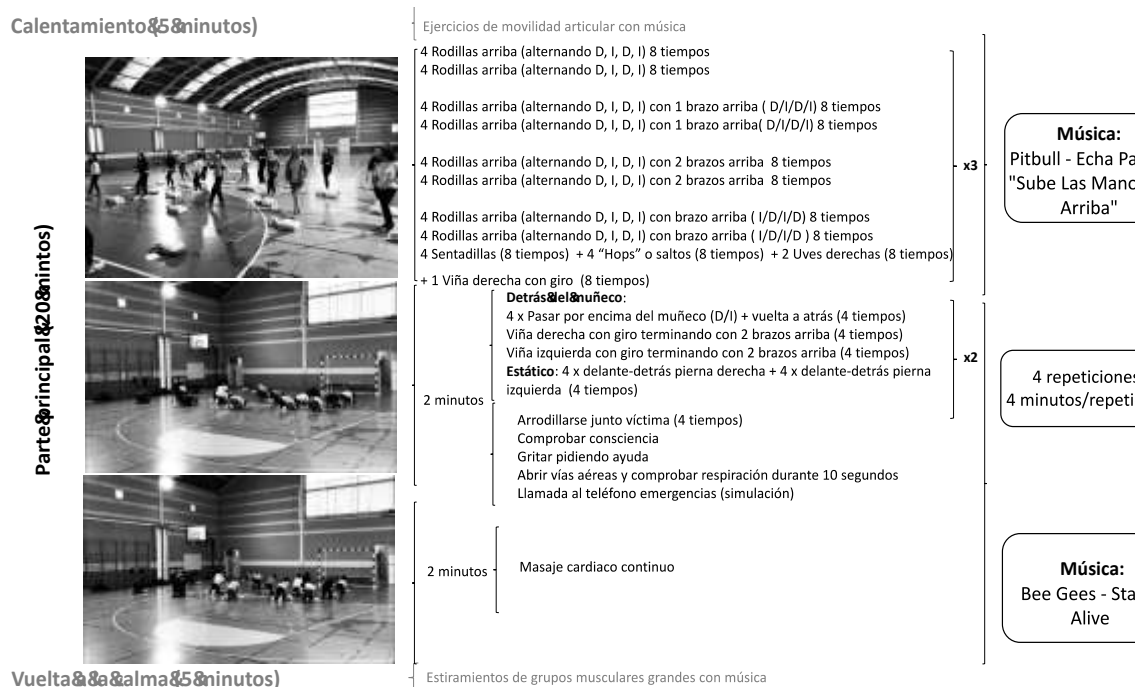 Calentamiento (5 minutos)
Ejercicios de movilidad articular con música
4 Rodillas arriba (alternando D, I, D, I) 8 tiempos
4 Rodillas arriba (alternando D, I, D, I) 8 tiempos
4 Rodillas arriba (alternando D, I, D, I) con 1 brazo arriba ( D/I/D/I) 8 tiempos
4 Rodillas arriba (alternando D, I, D, I) con 1 brazo arriba( D/I/D/I) 8 tiempos
4 Rodillas arriba (alternando D, I, D, I) con 2 brazos arriba 8 tiempos
4 Rodillas arriba (alternando D, I, D, I) con 2 brazos arriba 8 tiempos
4 Rodillas arriba (alternando D, I, D, I) con brazo arriba ( I/D/I/D) 8 tiempos
4 Rodillas arriba (alternando D, I, D, I) con brazo arriba ( I/D/I/D ) 8 tiempos
4 Sentadillas (8 tiempos) + 4 “Hops” o saltos (8 tiempos) + 2 Uves derechas (8 tiempos)
+ 1 Viña derecha con giro (8 tiempos)
x3
Música:
Pitbull - Echa Pa
"Sube Las Mano
Arriba"
Parte&principal&20&mintos)
2 minutos
Detrás&del&muñeco:
4 x Pasar por encima del muñeco (D/I) + vuelta a atrás (4 tiempos)
Viña derecha con giro terminando con 2 brazos arriba (4 tiempos)
Viña izquierda con giro terminando con 2 brazos arriba (4 tiempos)
Estático: 4 x delante-detrás pierna derecha + 4 x delante-detrás pierna
izquierda (4 tiempos)
x2
Arrodillarse junto víctima (4 tiempos)
Comprobar consciencia
Gritar pidiendo ayuda
Abrir vías aéreas y comprobar respiración durante 10 segundos
Llamada al teléfono emergencias (simulación)
4 repeticiones
4 minutos/repeti
2 minutos
Masaje cardiaco continuo
Música:
Bee Gees - Sta
Alive
Vuelta&a&la&calma&5&minutos)
Estiramientos de grupos musculares grandes con música